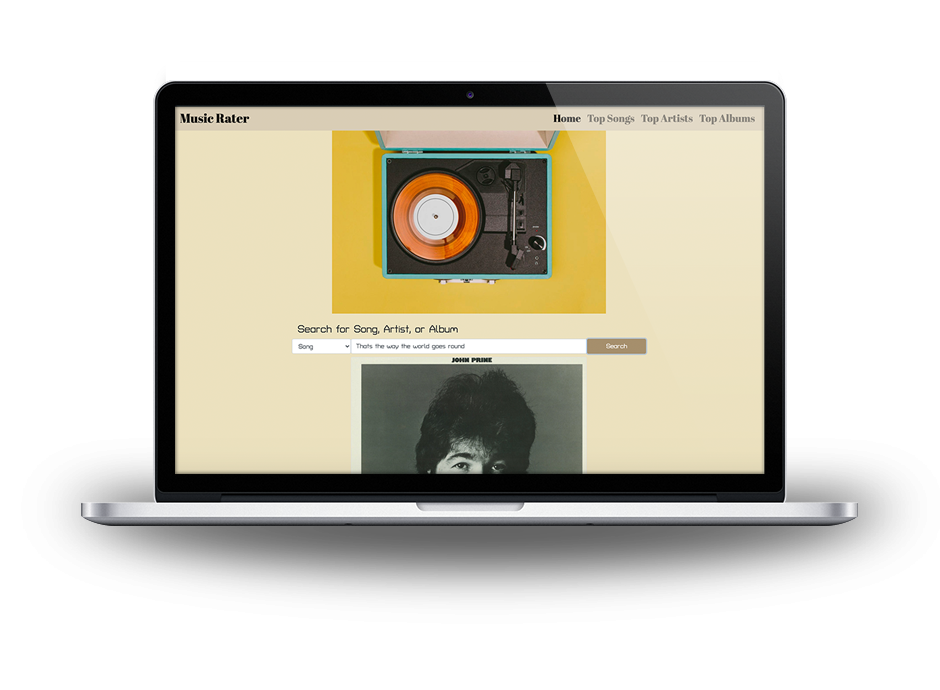 Music Rater
Home Top Songs Top Artists Top Albums
Search for Song, Artist, or Album
Song Thats the way the world goes round Search
JOHN PRINE